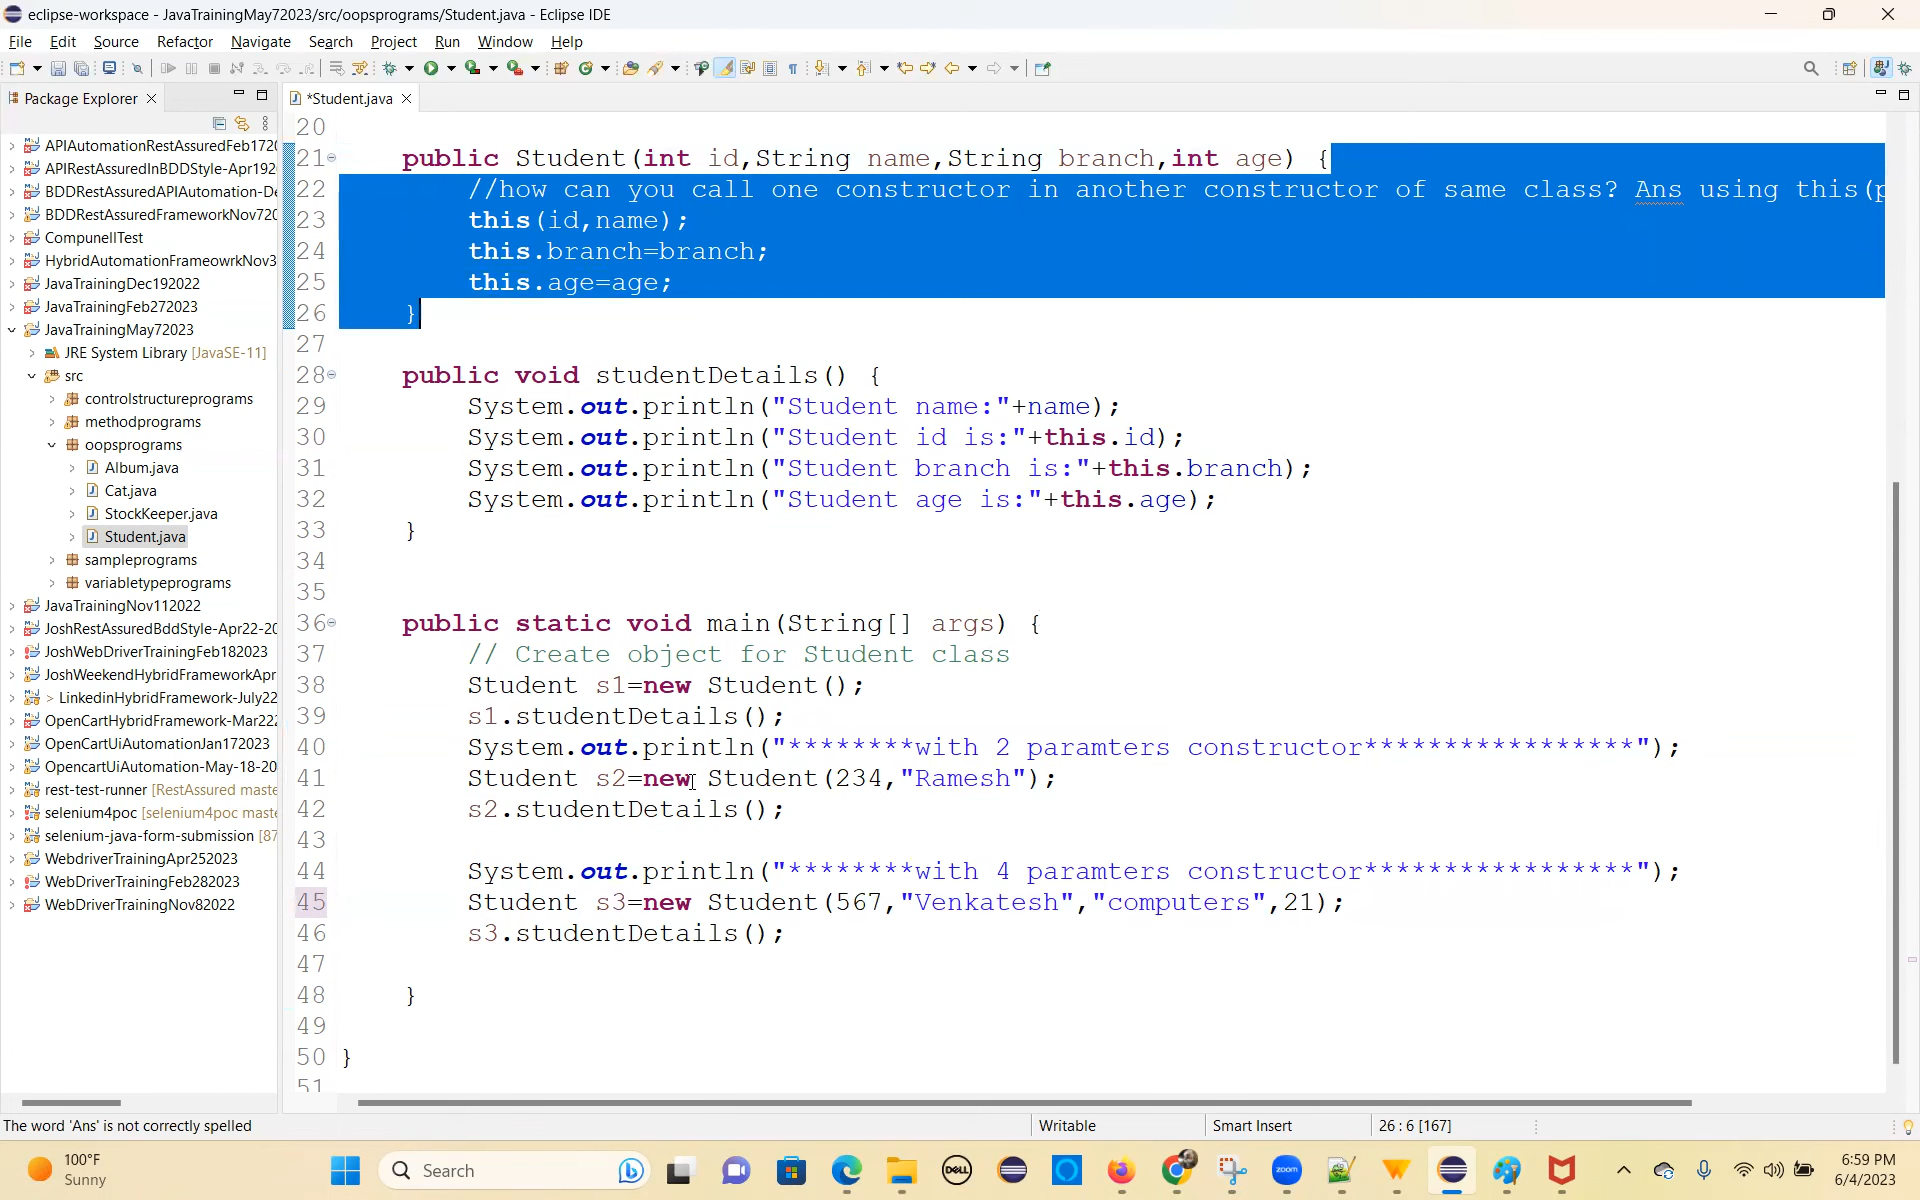 eclipse-workspace - JavaTrainingMay72023/src/oopsprograms/Student.java - Eclipse IDE
File Edit Source Refactor Navigate Search Project Run Window Help
Package Explorer
*Student.java
APIAutomationRestAssuredFeb1720
APIRestAssuredInBDDStyle-Apr192
BDDRestAssuredAPIAutomation-De
BDDRestAssuredFrameworkNov720
CompunellTest
HybridAutomationFrameowrkNov3
JavaTrainingDec192022
JavaTrainingFeb272023
JavaTrainingMay72023
JRE System Library [JavaSE-11]
src
controlstructureprograms
methodprograms
oopsprograms
Album.java
Cat.java
StockKeeper.java
Student.java
sampleprograms
variabletypeprograms
JavaTrainingNov112022
JoshRestAssuredBddStyle-Apr22-20
JoshWebDriverTrainingFeb182023
JoshWeekendHybridFrameworkApr
> LinkedinHybridFramework-July22
OpenCartHybridFramework-Mar222
OpenCartUiAutomationJan172023
OpencartUiAutomation-May-18-20
rest-test-runner [RestAssured maste
selenium4poc [selenium4poc maste
selenium-java-form-submission [87
WebdriverTrainingApr252023
WebDriverTrainingFeb282023
WebDriverTrainingNov82022
20
21 public Student(int id,String name,String branch,int age) {
22 //how can you call one constructor in another constructor of same class? Ans using this(p
23 this(id,name);
24 this.branch=branch;
25 this.age=age;
26 }
27
28 public void studentDetails() {
29 System.out.println("Student name:"+name);
30 System.out.println("Student id is:"+this.id);
31 System.out.println("Student branch is:"+this.branch);
32 System.out.println("Student age is:"+this.age);
33 }
34
35
36 public static void main(String[] args) {
37 // Create object for Student class
38 Student s1=new Student();
39 s1.studentDetails();
40 System.out.println("********with 2 paramters constructor*****************");
41 Student s2=new Student(234,"Ramesh");
42 s2.studentDetails();
43
44 System.out.println("********with 4 paramters constructor*****************");
45 Student s3=new Student(567,"Venkatesh","computers",21);
46 s3.studentDetails();
47
48 }
49
50 }
51
The word 'Ans' is not correctly spelled
Writable
Smart Insert
26 : 6 [167]
100°F
Sunny
Search
DELL
zoom
6:59 PM
6/4/2023